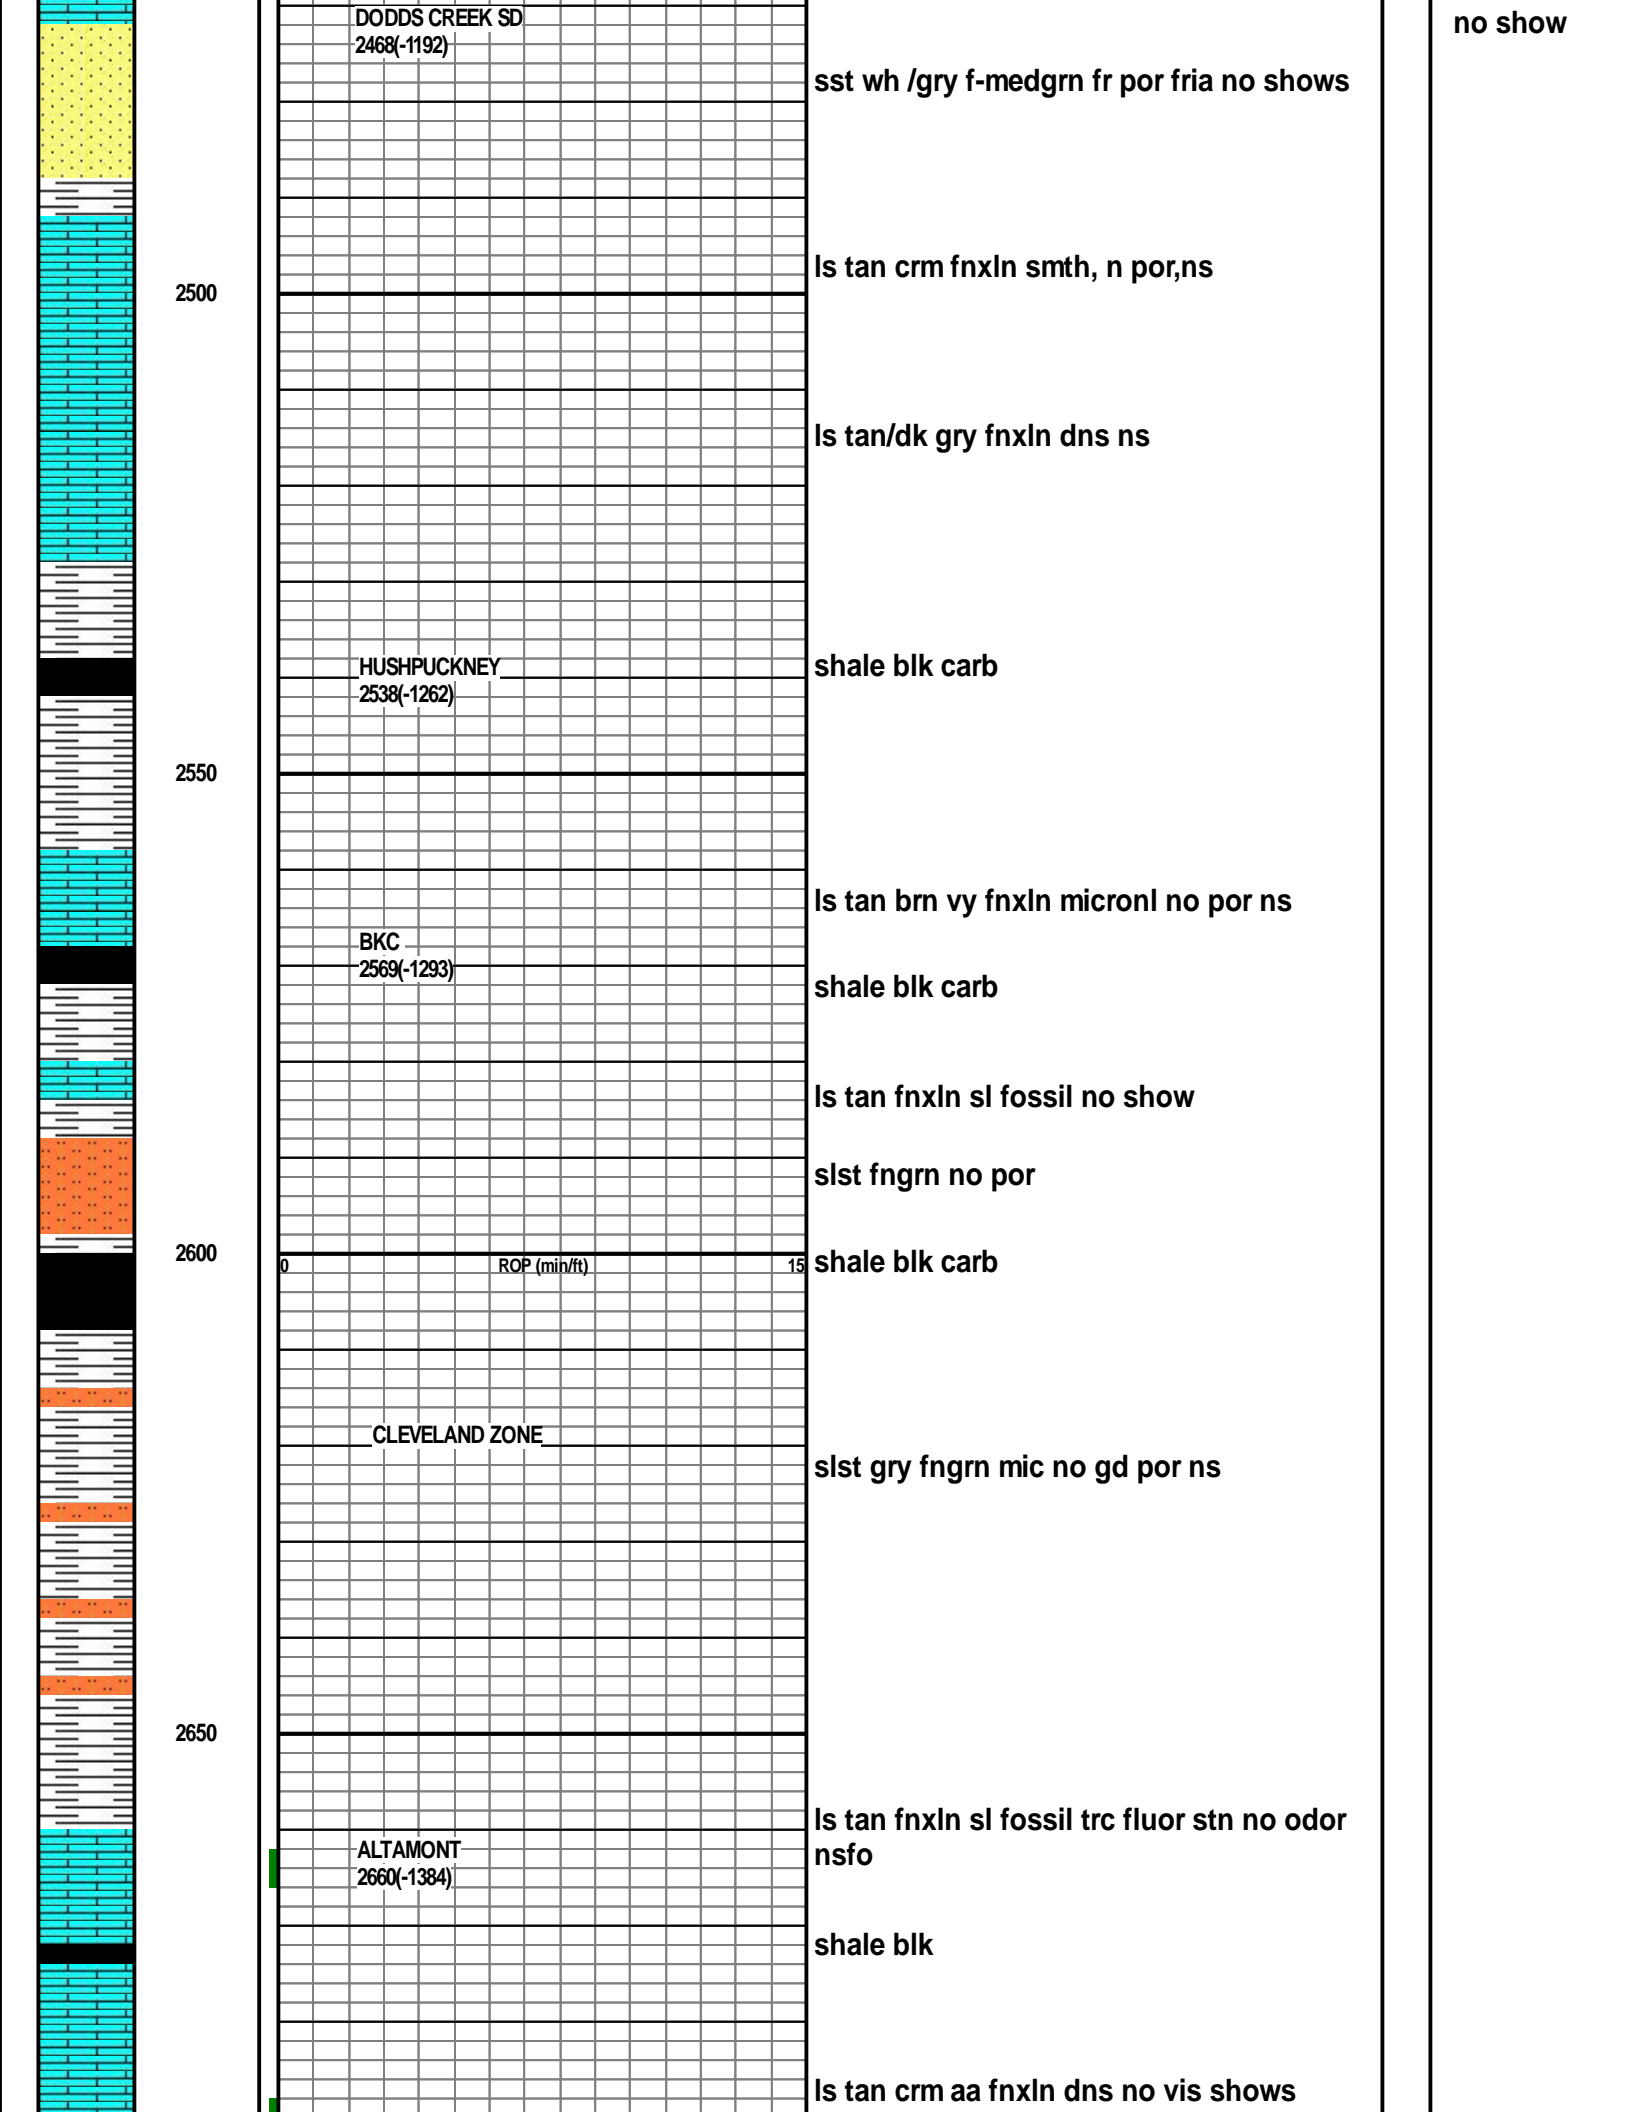 DODDS CREEK SD
2468(-1192)
no show
sst wh /gry f-medgrn fr por fria no shows
ls tan crm fnxln smth, n por,ns
2500
ls tan/dk gry fnxln dns ns
HUSHPUCKNEY
2538(-1262)
shale blk carb
2550
ls tan brn vy fnxln micronl no por ns
BKC
2569(-1293)
shale blk carb
ls tan fnxln sl fossil no show
slst fngrn no por
2600
0 ROP (min/ft) 15
shale blk carb
CLEVELAND ZONE
slst gry fngrn mic no gd por ns
2650
ls tan fnxln sl fossil trc fluor stn no odor
nsfo
ALTAMONT
2660(-1384)
shale blk
ls tan crm aa fnxln dns no vis shows